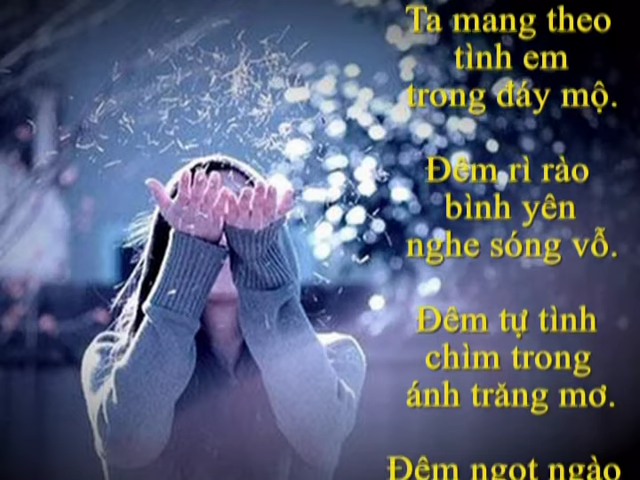 Ta mang theo
tình em
trong đáy mộ.
Đêm rì rào
bình yên
nghe sóng vỗ.
Đêm tự tình
chìm trong
ánh trăng mơ.
Đêm ngọt ngào